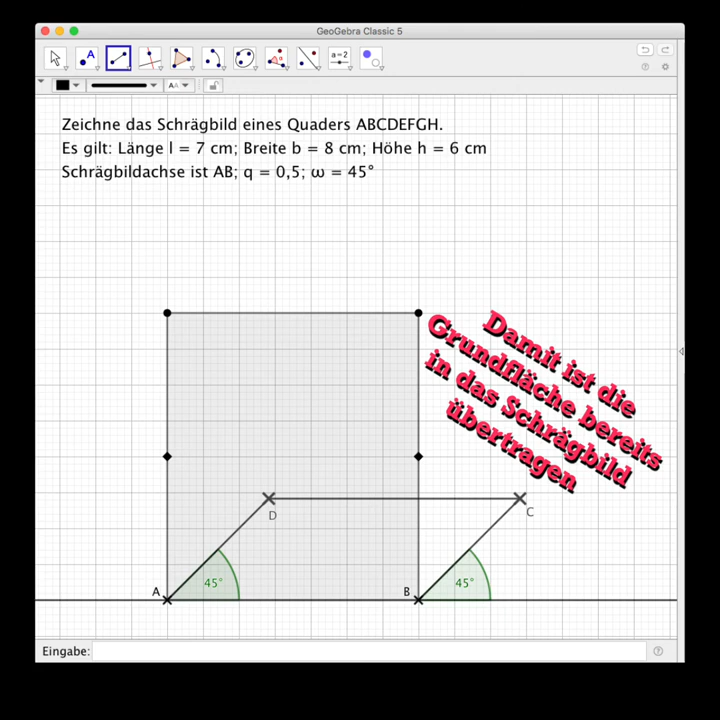 GeoGebra Classic 5
A
a=2
AA
Zeichne das Schrägbild eines Quaders ABCDEFGH.
Es gilt: Länge l = 7 cm; Breite b = 8 cm; Höhe h = 6 cm
Schrägbildachse ist AB; q = 0,5; ω = 45°
Damit ist die
Grundfläche bereits
in das Schrägbild
übertragen
D
C
A
45°
B
45°
Eingabe: